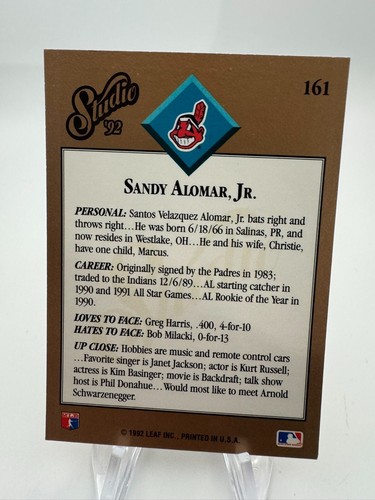 Studio
'92
161
SANDY ALOMAR, JR.
PERSONAL: Santos Velazquez Alomar, Jr. bats right and
throws right...He was born 6/18/66 in Salinas, PR, and
now resides in Westlake, OH...He and his wife, Christie,
have one child, Marcus.
CAREER: Originally signed by the Padres in 1983;
traded to the Indians 12/6/89...AL starting catcher in
1990 and 1991 All Star Games...AL Rookie of the Year in
1990.
LOVES TO FACE: Greg Harris, .400, 4-for-10
HATES TO FACE: Bob Milacki, 0-for-13
UP CLOSE: Hobbies are music and remote control cars
...Favorite singer is Janet Jackson; actor is Kurt Russell;
actress is Kim Basinger; movie is Backdraft; talk show
host is Phil Donahue...Would most like to meet Arnold
Schwarzenegger.
© 1992 LEAF INC., PRINTED IN U.S.A.